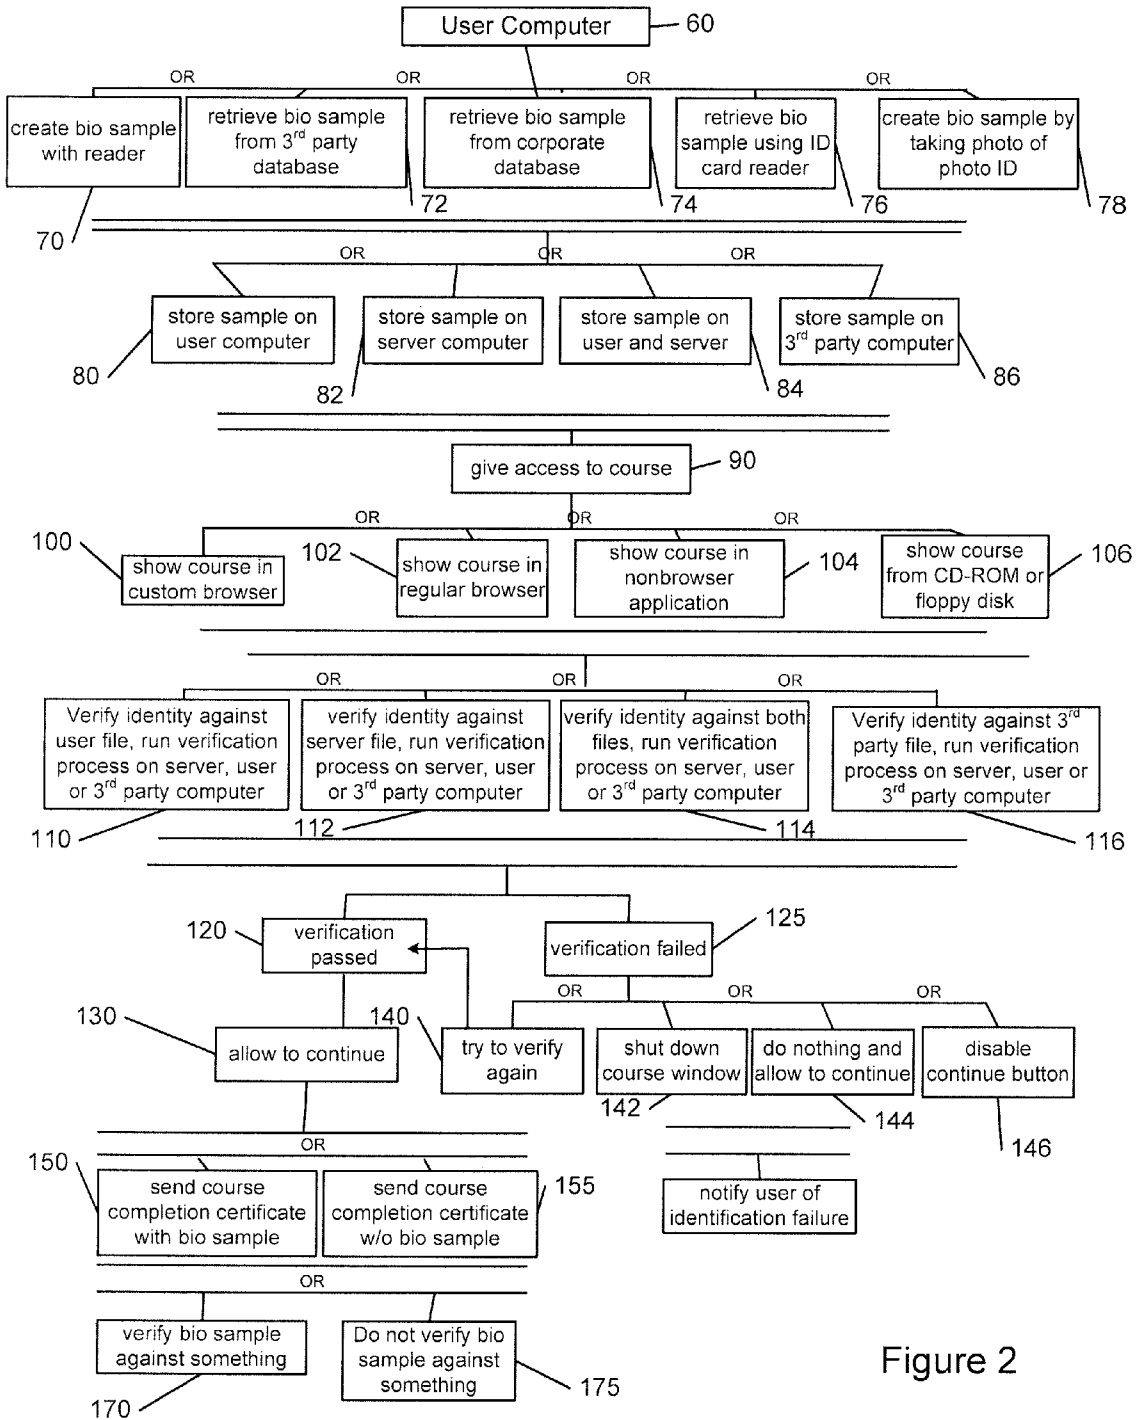 User Computer
60
OR
OR
OR
OR
create bio sample
with reader
retrieve bio sample
from 3rd party
database
retrieve bio sample
from corporate
database
retrieve bio
sample using ID
card reader
create bio sample by
taking photo of
photo ID
70
72
74
76
78
OR
OR
OR
store sample on
user computer
store sample on
server computer
store sample on
user and server
store sample on
3rd party computer
80
82
84
86
give access to course
90
OR
OR
OR
100
show course in
custom browser
102
show course in
regular browser
show course in
nonbrowser
application
104
show course
from CD-ROM or
floppy disk
106
OR
OR
OR
Verify identity against
user file, run verification
process on server, user
or 3rd party computer
verify identity against
server file, run verification
process on server, user
or 3rd party computer
verify identity against both
files, run verification
process on server, user
or 3rd party computer
Verify identity against 3rd
party file, run verification
process on server, user or
3rd party computer
110
112
114
116
120
verification
passed
verification failed
125
OR
OR
OR
130
allow to continue
140
try to verify
again
shut down
course window
do nothing and
allow to continue
disable
continue button
142
144
146
OR
150
send course
completion certificate
with bio sample
send course
completion certificate
w/o bio sample
155
notify user of
identification failure
OR
verify bio sample
against something
Do not verify bio
sample against
something
170
175
Figure 2